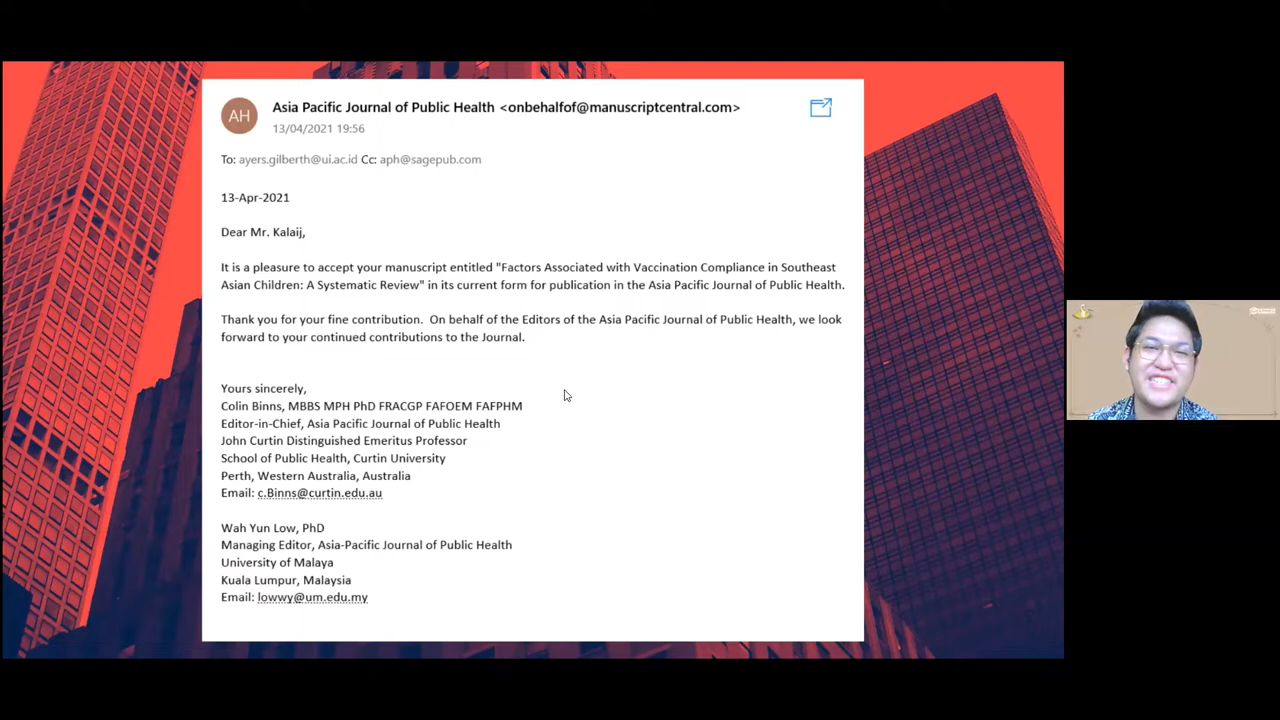 AH
Asia Pacific Journal of Public Health <onbehalfof@manuscriptcentral.com>
13/04/2021 19:56
To: ayers.gilberth@ui.ac.id Cc: aph@sagepub.com
13-Apr-2021
Dear Mr. Kalaij,
It is a pleasure to accept your manuscript entitled "Factors Associated with Vaccination Compliance in Southeast
Asian Children: A Systematic Review" in its current form for publication in the Asia Pacific Journal of Public Health.
Thank you for your fine contribution.  On behalf of the Editors of the Asia Pacific Journal of Public Health, we look
forward to your continued contributions to the Journal.
Yours sincerely,
Colin Binns, MBBS MPH PhD FRACGP FAFOEM FAFPHM
Editor-in-Chief, Asia Pacific Journal of Public Health
John Curtin Distinguished Emeritus Professor
School of Public Health, Curtin University
Perth, Western Australia, Australia
Email: c.Binns@curtin.edu.au
Wah Yun Low, PhD
Managing Editor, Asia-Pacific Journal of Public Health
University of Malaya
Kuala Lumpur, Malaysia
Email: lowwy@um.edu.my